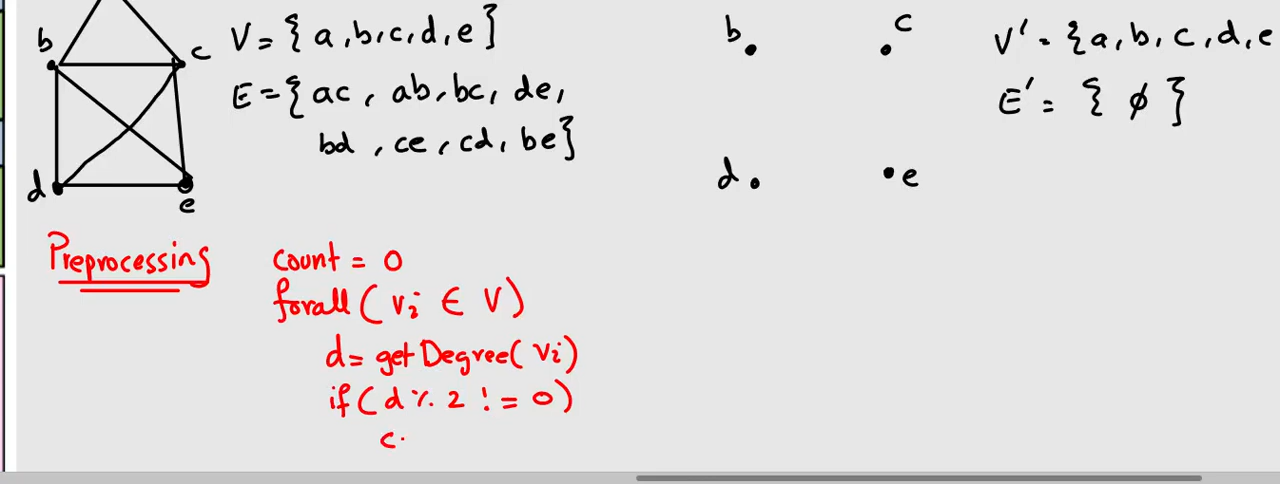 b c V = { a, b, c, d, e }
E = { ac, ab, bc, de,
bd, ce, cd, be }
d e
b c V' = { a, b, c, d, e
E' = { ϕ }
d e
Preprocessing
count = 0
forall ( vi ∈ V )
d = getDegree( vi )
if ( d % 2 != 0 )
c